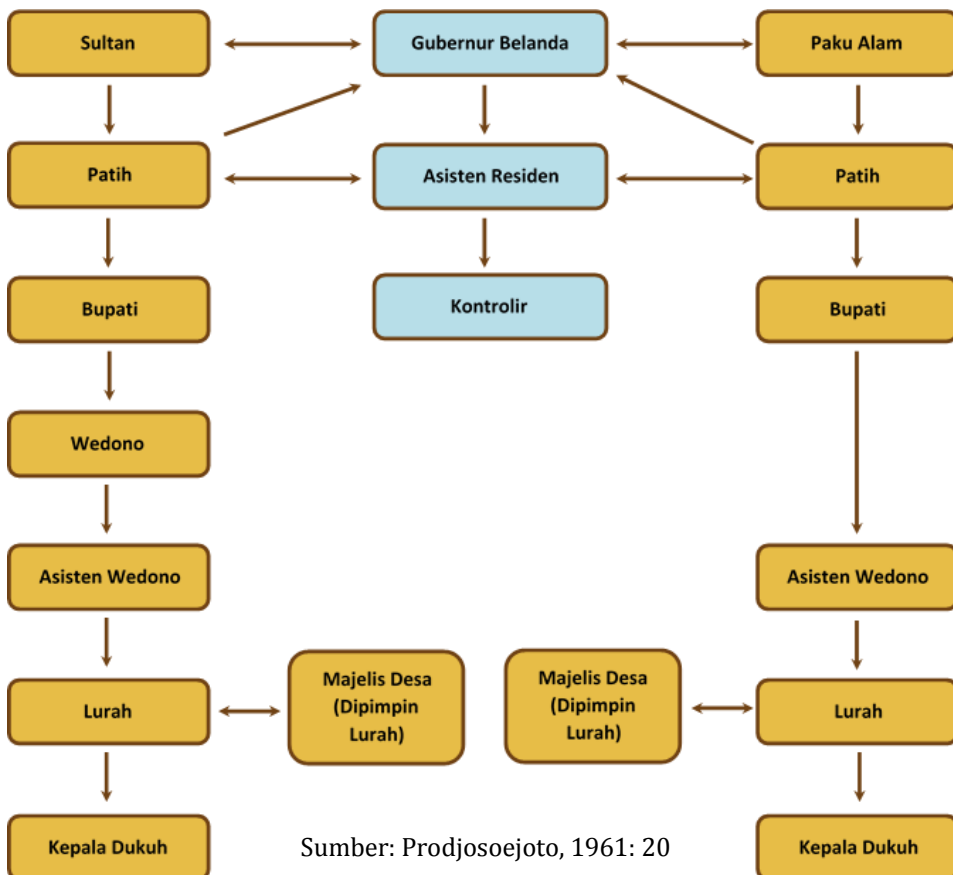 Sultan
Gubernur Belanda
Paku Alam
Patih
Asisten Residen
Patih
Bupati
Kontrolir
Bupati
Wedono
Asisten Wedono
Asisten Wedono
Lurah
Majelis Desa
(Dipimpin
Lurah)
Majelis Desa
(Dipimpin
Lurah)
Lurah
Kepala Dukuh
Sumber: Prodjosoejoto, 1961: 20
Kepala Dukuh